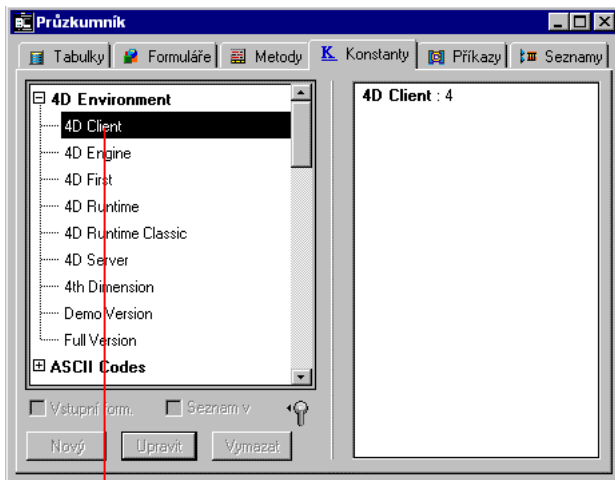 Průzkumník
Tabulky Formuláře Metody K Konstanty Příkazy Seznamy
4D Environment
4D Client
4D Engine
4D First
4D Runtime
4D Runtime Classic
4D Server
4th Dimension
Demo Version
Full Version
ASCII Codes
4D Client : 4
Vstupní form. Seznam v
Nový Upravit Vymazat